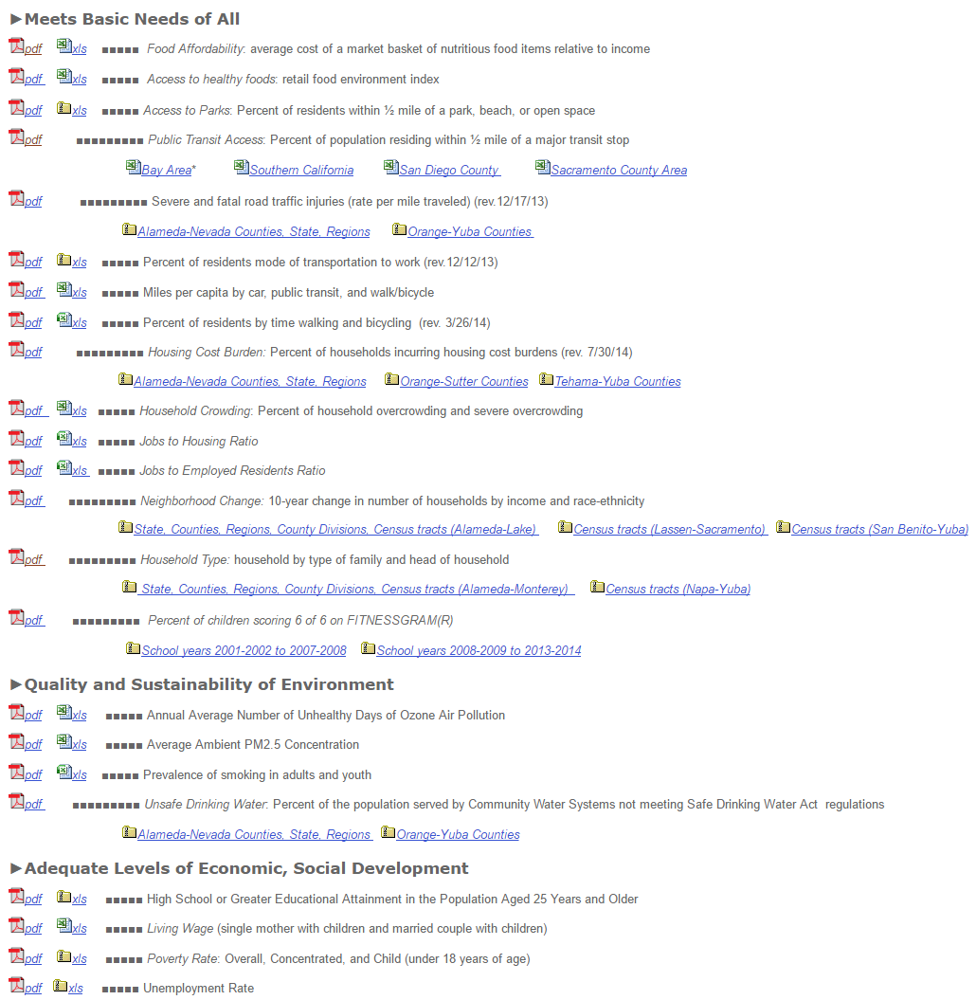 ►Meets Basic Needs of All
pdf xls ▪▪▪▪▪ Food Affordability: average cost of a market basket of nutritious food items relative to income
pdf xls ▪▪▪▪▪ Access to healthy foods: retail food environment index
pdf xls ▪▪▪▪▪ Access to Parks: Percent of residents within ½ mile of a park, beach, or open space
pdf ▪▪▪▪▪▪▪▪▪ Public Transit Access: Percent of population residing within ½ mile of a major transit stop
Bay Area* Southern California San Diego County Sacramento County Area
pdf ▪▪▪▪▪▪▪▪▪ Severe and fatal road traffic injuries (rate per mile traveled) (rev.12/17/13)
Alameda-Nevada Counties, State, Regions Orange-Yuba Counties
pdf xls ▪▪▪▪▪ Percent of residents mode of transportation to work (rev.12/12/13)
pdf xls ▪▪▪▪▪ Miles per capita by car, public transit, and walk/bicycle
pdf xls ▪▪▪▪▪ Percent of residents by time walking and bicycling (rev. 3/26/14)
pdf ▪▪▪▪▪▪▪▪▪ Housing Cost Burden: Percent of households incurring housing cost burdens (rev. 7/30/14)
Alameda-Nevada Counties, State, Regions Orange-Sutter Counties Tehama-Yuba Counties
pdf xls ▪▪▪▪▪ Household Crowding: Percent of household overcrowding and severe overcrowding
pdf xls ▪▪▪▪▪ Jobs to Housing Ratio
pdf xls ▪▪▪▪▪ Jobs to Employed Residents Ratio
pdf ▪▪▪▪▪▪▪▪▪ Neighborhood Change: 10-year change in number of households by income and race-ethnicity
State, Counties, Regions, County Divisions, Census tracts (Alameda-Lake) Census tracts (Lassen-Sacramento) Census tracts (San Benito-Yuba)
pdf ▪▪▪▪▪▪▪▪▪ Household Type: household by type of family and head of household
State, Counties, Regions, County Divisions, Census tracts (Alameda-Monterey) Census tracts (Napa-Yuba)
pdf ▪▪▪▪▪▪▪▪▪ Percent of children scoring 6 of 6 on FITNESSGRAM(R)
School years 2001-2002 to 2007-2008 School years 2008-2009 to 2013-2014
►Quality and Sustainability of Environment
pdf xls ▪▪▪▪▪ Annual Average Number of Unhealthy Days of Ozone Air Pollution
pdf xls ▪▪▪▪▪ Average Ambient PM2.5 Concentration
pdf xls ▪▪▪▪▪ Prevalence of smoking in adults and youth
pdf ▪▪▪▪▪▪▪▪▪ Unsafe Drinking Water: Percent of the population served by Community Water Systems not meeting Safe Drinking Water Act regulations
Alameda-Nevada Counties, State, Regions Orange-Yuba Counties
►Adequate Levels of Economic, Social Development
pdf xls ▪▪▪▪▪ High School or Greater Educational Attainment in the Population Aged 25 Years and Older
pdf xls ▪▪▪▪▪ Living Wage (single mother with children and married couple with children)
pdf xls ▪▪▪▪▪ Poverty Rate: Overall, Concentrated, and Child (under 18 years of age)
pdf xls ▪▪▪▪▪ Unemployment Rate